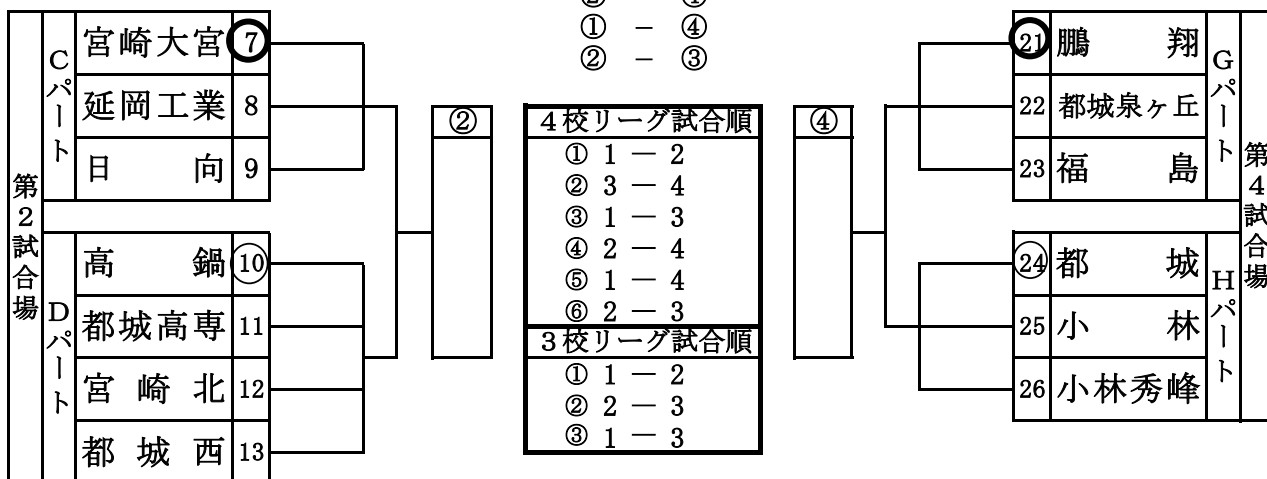 ① － ④
② － ③
第２試合場
Ｃパート
宮崎大宮 7
延岡工業 8
日向 9
Ｄパート
高鍋 10
都城高専 11
宮崎北 12
都城西 13
②
４校リーグ試合順
① １ － ２
② ３ － ４
③ １ － ３
④ ２ － ４
⑤ １ － ４
⑥ ２ － ３
３校リーグ試合順
① １ － ２
② ２ － ３
③ １ － ３
④
21 鵬翔
22 都城泉ヶ丘
23 福島
Ｇパート
24 都城
25 小林
26 小林秀峰
Ｈパート
第４試合場